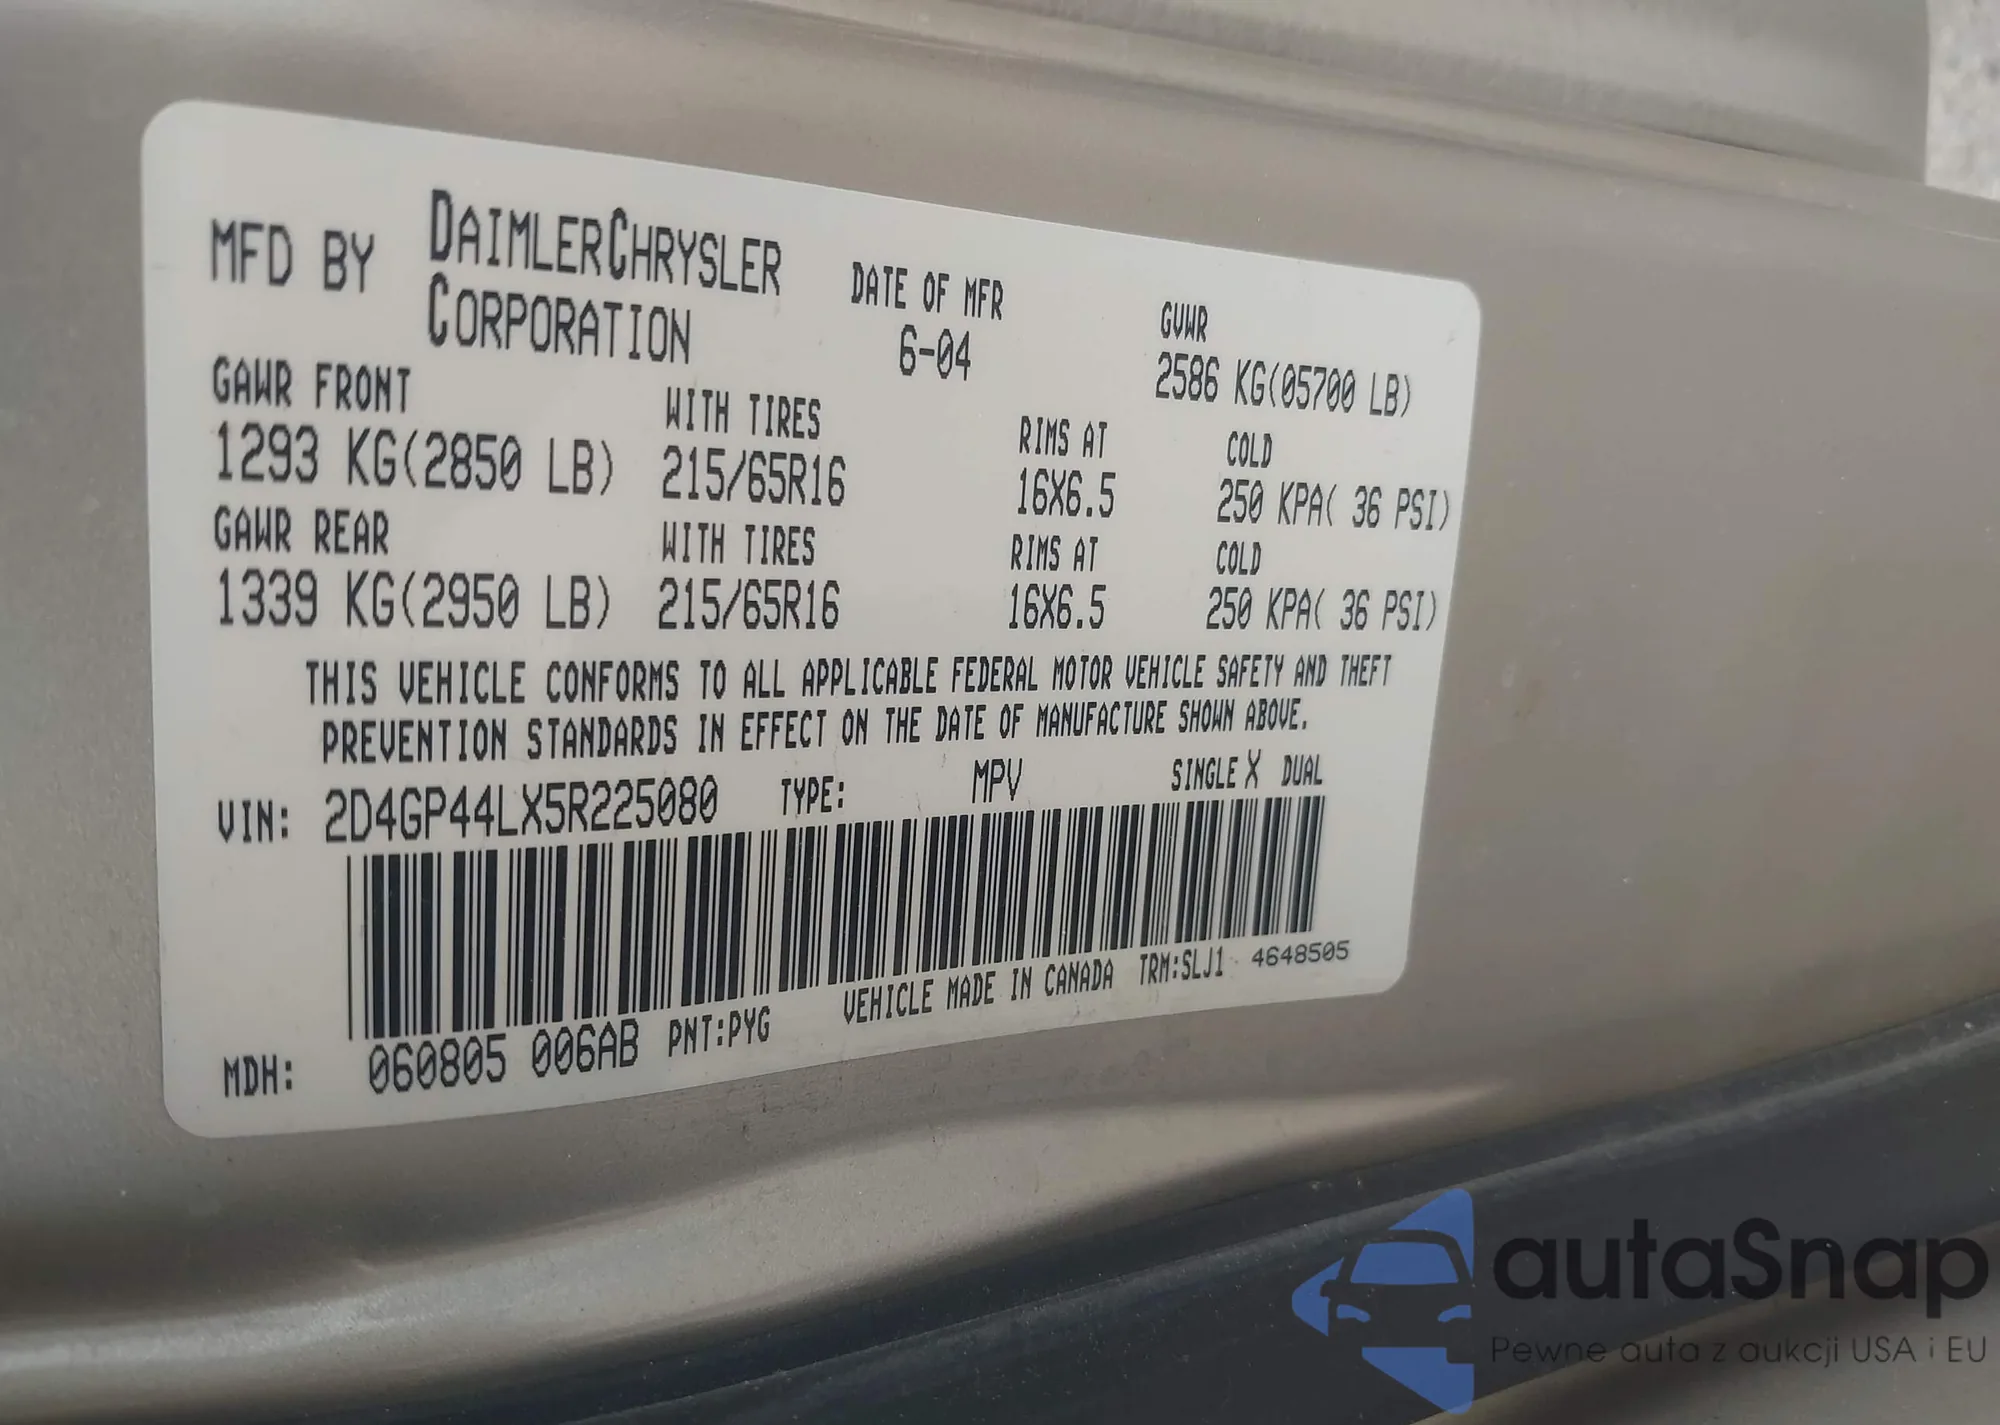 MFD BY DAIMLERCHRYSLER CORPORATION
DATE OF MFR
6-04
GVWR
2586 KG(05700 LB)
GAWR FRONT WITH TIRES RIMS AT COLD
1293 KG(2850 LB) 215/65R16 16X6.5 250 KPA( 36 PSI)
GAWR REAR WITH TIRES RIMS AT COLD
1339 KG(2950 LB) 215/65R16 16X6.5 250 KPA( 36 PSI)
THIS VEHICLE CONFORMS TO ALL APPLICABLE FEDERAL MOTOR VEHICLE SAFETY AND THEFT
PREVENTION STANDARDS IN EFFECT ON THE DATE OF MANUFACTURE SHOWN ABOVE.
VIN: 2D4GP44LX5R225080 TYPE: MPV SINGLE X DUAL
MDH: 060805 006AB PNT:PYG VEHICLE MADE IN CANADA TRM:SLJ1 4648505
autaSnap
Pewne auta z aukcji USA i EU